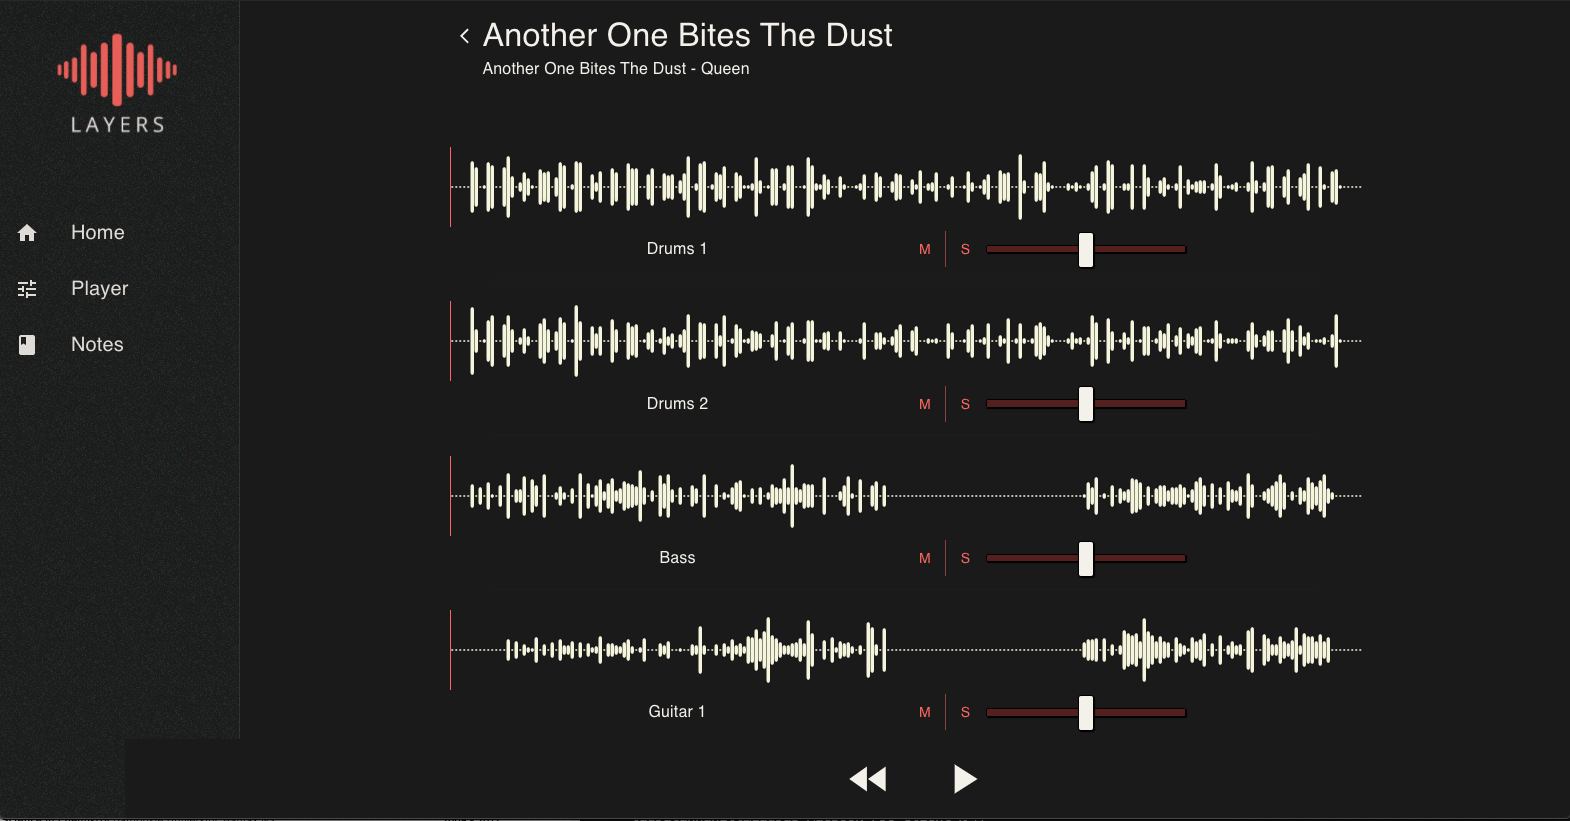 LAYERS
Home
Player
Notes
Another One Bites The Dust
Another One Bites The Dust - Queen
Drums 1
M
S
Drums 2
M
S
Bass
M
S
Guitar 1
M
S